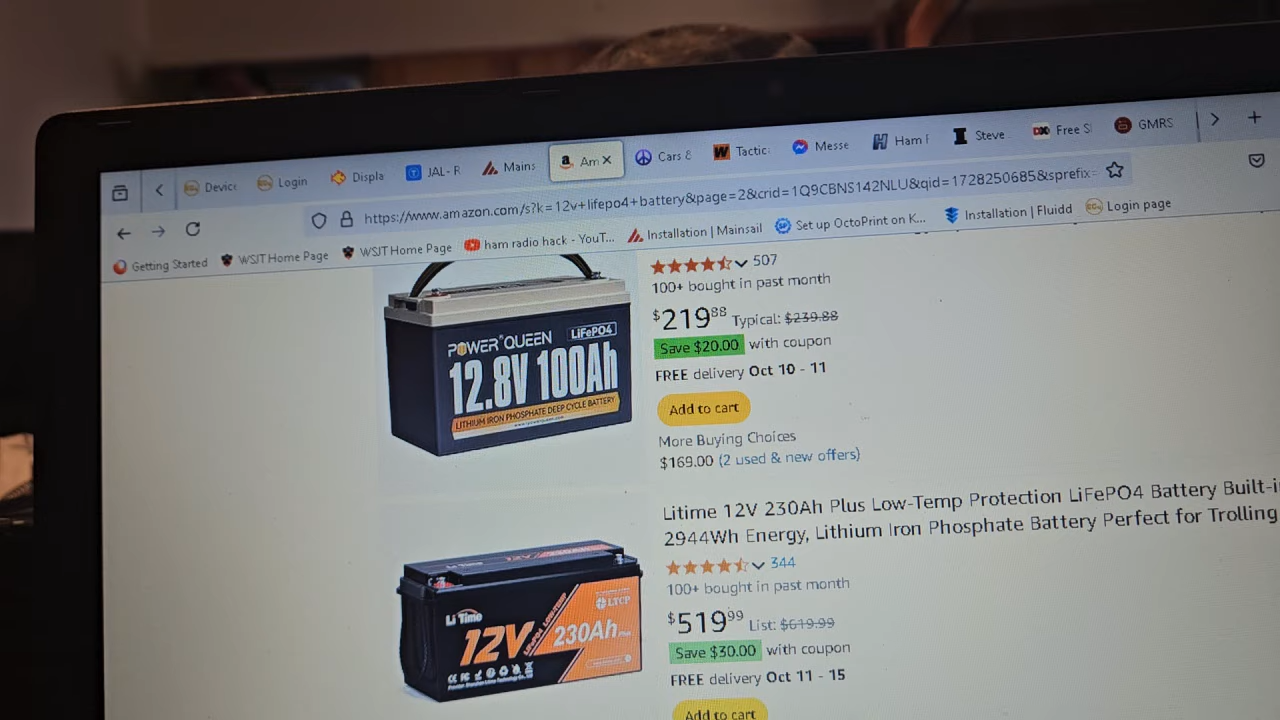 Device
Login
Displa
JAL- R
Mains
a Am
Cars &
W Tactic
Messe
H Ham F
I Steve
DX Free S
GMRS
https://www.amazon.com/s?k=12v+lifepo4+battery&page=2&crid=1Q9CBNS142NLU&qid=1728250685&sprefix=
Getting Started
WSJT Home Page
WSJT Home Page
ham radio hack - YouT...
Installation | Mainsail
Set up OctoPrint on K...
Installation | Fluidd
Login page
507
100+ bought in past month
$219.88 Typical: $239.88
Save $20.00 with coupon
FREE delivery Oct 10 - 11
Add to cart
More Buying Choices
$169.00 (2 used & new offers)
POWER QUEEN LiFePO4
12.8V 100Ah
LITHIUM IRON PHOSPHATE DEEP CYCLE BATTERY
Litime 12V 230Ah Plus Low-Temp Protection LiFePO4 Battery Built-i
2944Wh Energy, Lithium Iron Phosphate Battery Perfect for Trolling
344
100+ bought in past month
$519.99 List: $619.99
Save $30.00 with coupon
FREE delivery Oct 11 - 15
Add to cart
Li Time
LTCP
12V
230Ah Plus